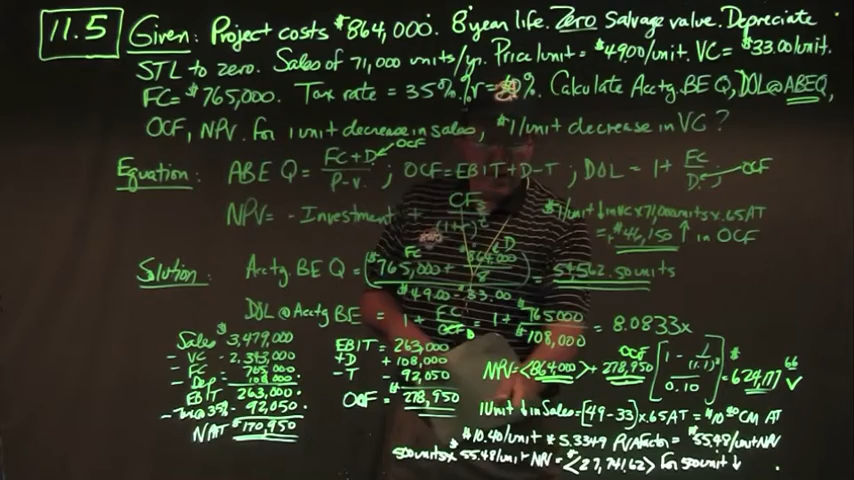 11.5 Given: Project costs $864,000. 8 year life. Zero Salvage value. Depreciate
STL to zero. Sales of 71,000 units/yr. Price/unit = $49.00/unit. VC = $33.00/unit.
FC = $765,000. Tax rate = 35%. r = 10%. Calculate Acctg. BE Q, DOL@ABEQ,
OCF, NPV. For 1 unit decrease in sales, $1/unit decrease in VC?
Equation: ABE Q = FC + D / P-v ; OCF = EBIT + D - T ; DOL = 1 + FC / D OCF
OCF
NPV = - Investment + CF / (1+r)
$1/unit ↓ in VC x 71,000 units x .65 AT
= + $46,150 ↑ in OCF
Solution: Acctg. BE Q = ($765,000 + $864,000 / 8) / $49.00 - 33.00 = 54,562.50 units
FC D
DOL @ Acctg BE = 1 + FC / OCF D = 1 + $765000 / $108,000 = 8.0833x
Sales $3,479,000
- VC - 2,343,000
- FC - 765,000
- Dep - 108,000
EBIT 263,000
- Tax@35% - 92,050
NAT $170,950
EBIT = 263,000
+D + 108,000
-T - 92,050
OCF = $278,950
NPV = <864,000> + 278,950 [1 - 1/(1.1)8 / 0.10] = $624,177 66 √
OCF
1 Unit ↓ in Sales = [49-33] x .65 AT = $10.40 CM AT
$10.40/unit x 5.3349 PVA Factor = $55.48/unit NPV
500 units x $55.48/unit NPV = $<27,741.62> for 500 unit ↓